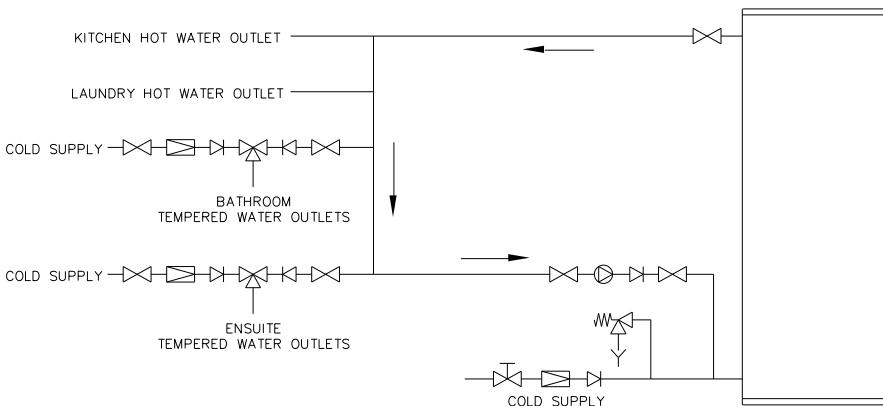 KITCHEN HOT WATER OUTLET
LAUNDRY HOT WATER OUTLET
COLD SUPPLY
BATHROOM
TEMPERED WATER OUTLETS
COLD SUPPLY
ENSUITE
TEMPERED WATER OUTLETS
COLD SUPPLY